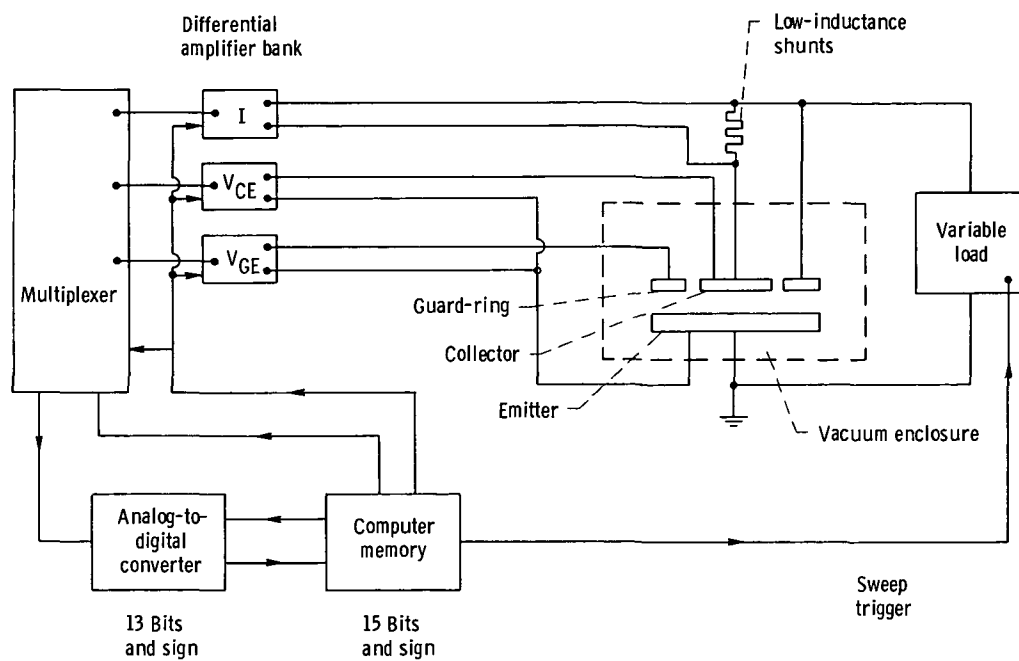 Differential
amplifier bank
Low-inductance
shunts
I
V_CE
V_GE
Multiplexer
Variable
load
Guard-ring
Collector
Emitter
Vacuum enclosure
Analog-to-
digital
converter
Computer
memory
13 Bits
and sign
15 Bits
and sign
Sweep
trigger